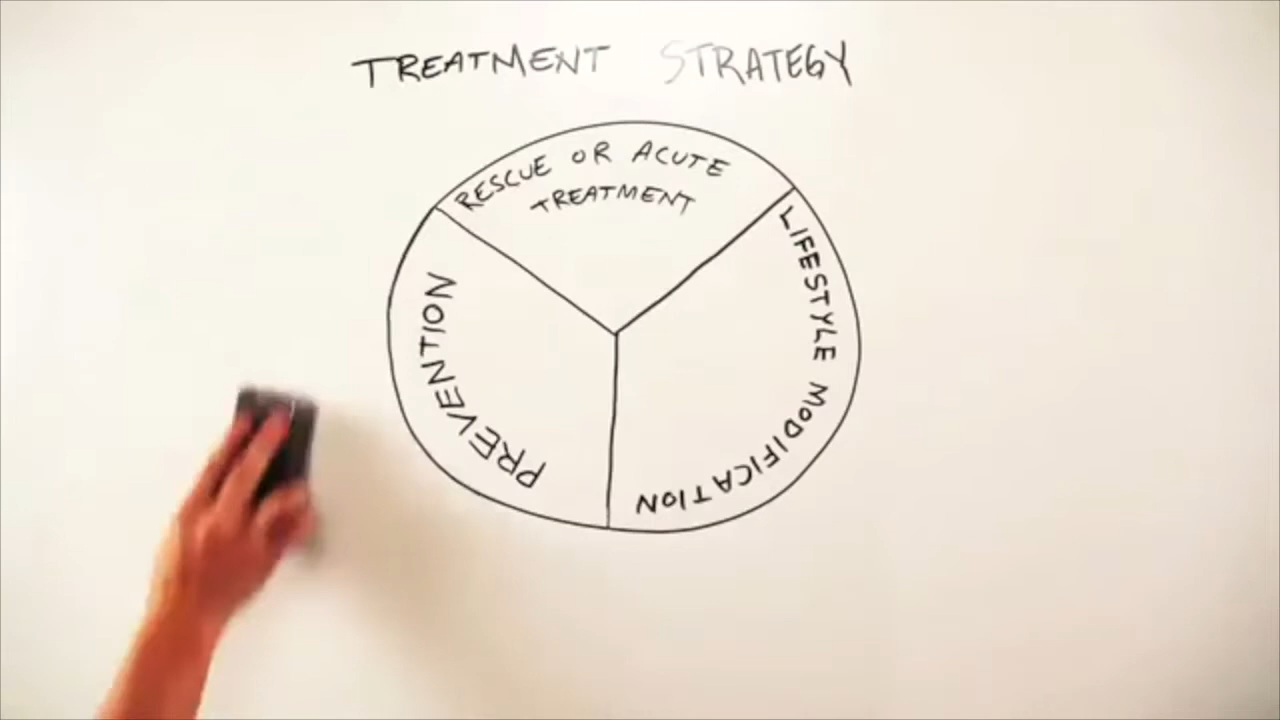 TREATMENT STRATEGY
RESCUE OR ACUTE
TREATMENT
LIFESTYLE MODIFICATION
PREVENTION